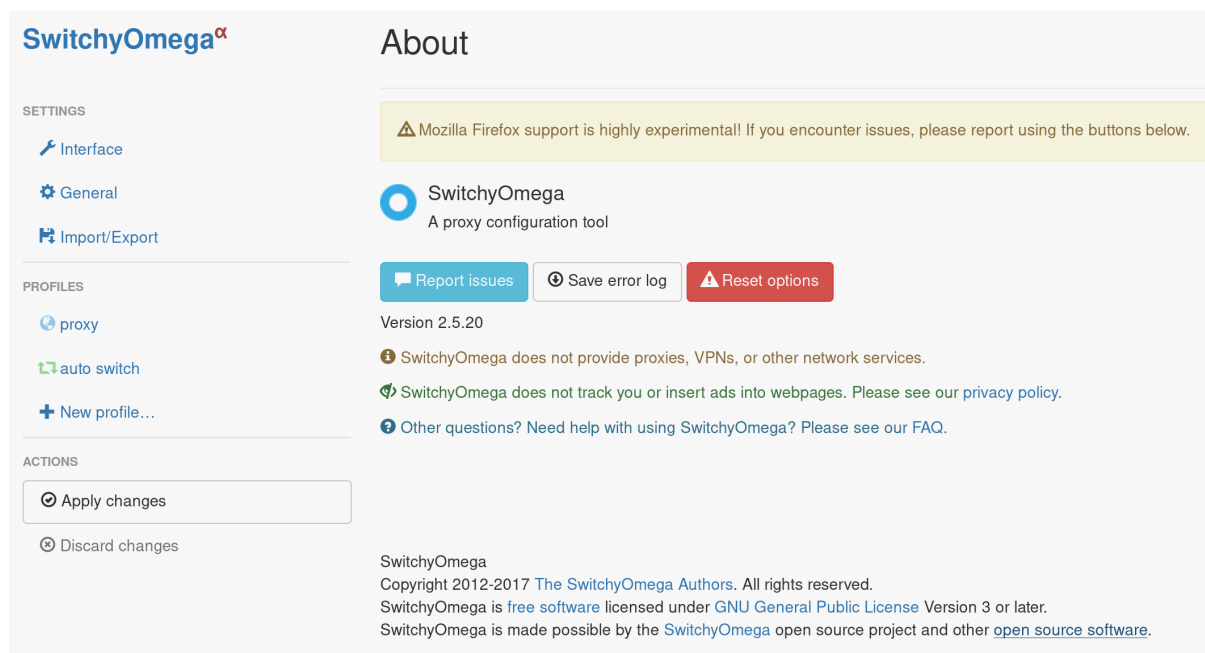 SwitchyOmegaα
SETTINGS
Interface
General
Import/Export
PROFILES
proxy
auto switch
New profile…
ACTIONS
Apply changes
Discard changes
About
Mozilla Firefox support is highly experimental! If you encounter issues, please report using the buttons below.
SwitchyOmega
A proxy configuration tool
Report issues
Save error log
Reset options
Version 2.5.20
SwitchyOmega does not provide proxies, VPNs, or other network services.
SwitchyOmega does not track you or insert ads into webpages. Please see our privacy policy.
Other questions? Need help with using SwitchyOmega? Please see our FAQ.
SwitchyOmega
Copyright 2012-2017 The SwitchyOmega Authors. All rights reserved.
SwitchyOmega is free software licensed under GNU General Public License Version 3 or later.
SwitchyOmega is made possible by the SwitchyOmega open source project and other open source software.